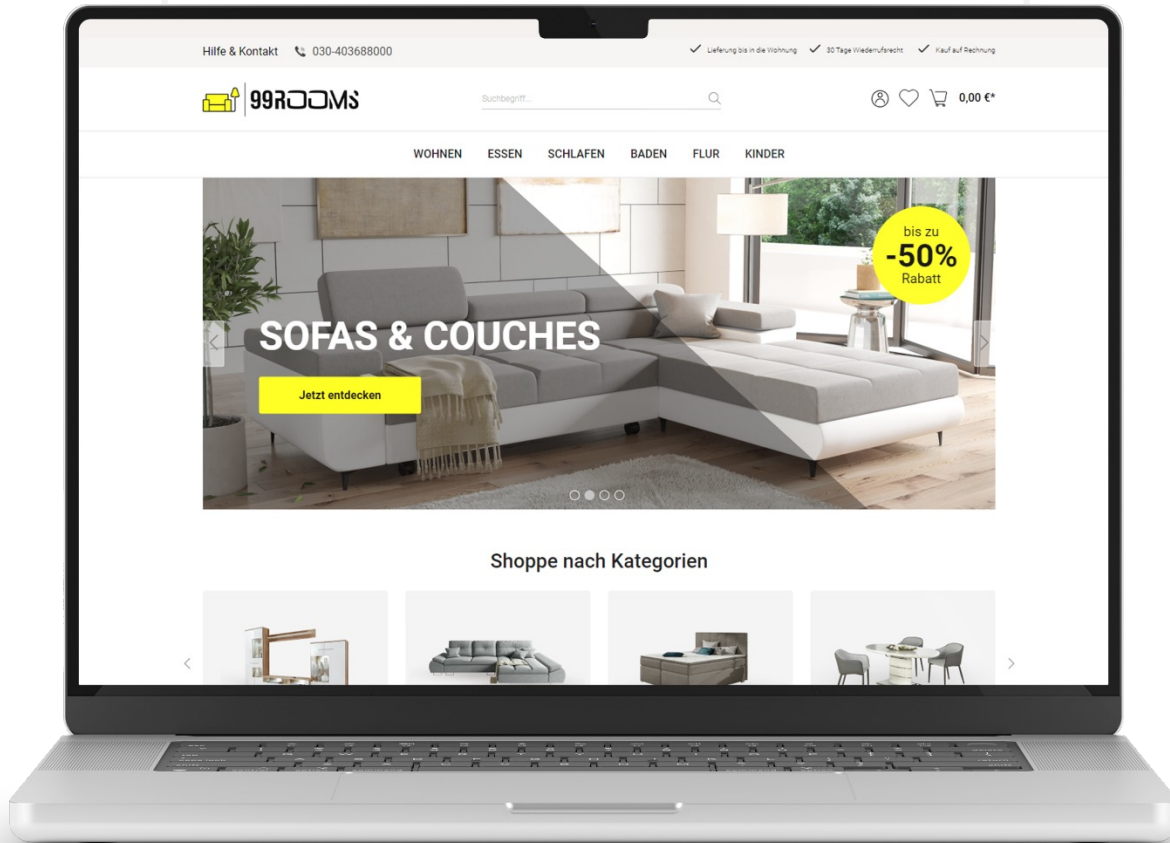 Hilfe & Kontakt 030-403688000
Lieferung bis in die Wohnung 30 Tage Wiederrufsrecht Kauf auf Rechnung
99ROOMS
Suchbegriff...
0,00 €*
WOHNEN ESSEN SCHLAFEN BADEN FLUR KINDER
bis zu
-50%
Rabatt
SOFAS & COUCHES
Jetzt entdecken
Shoppe nach Kategorien